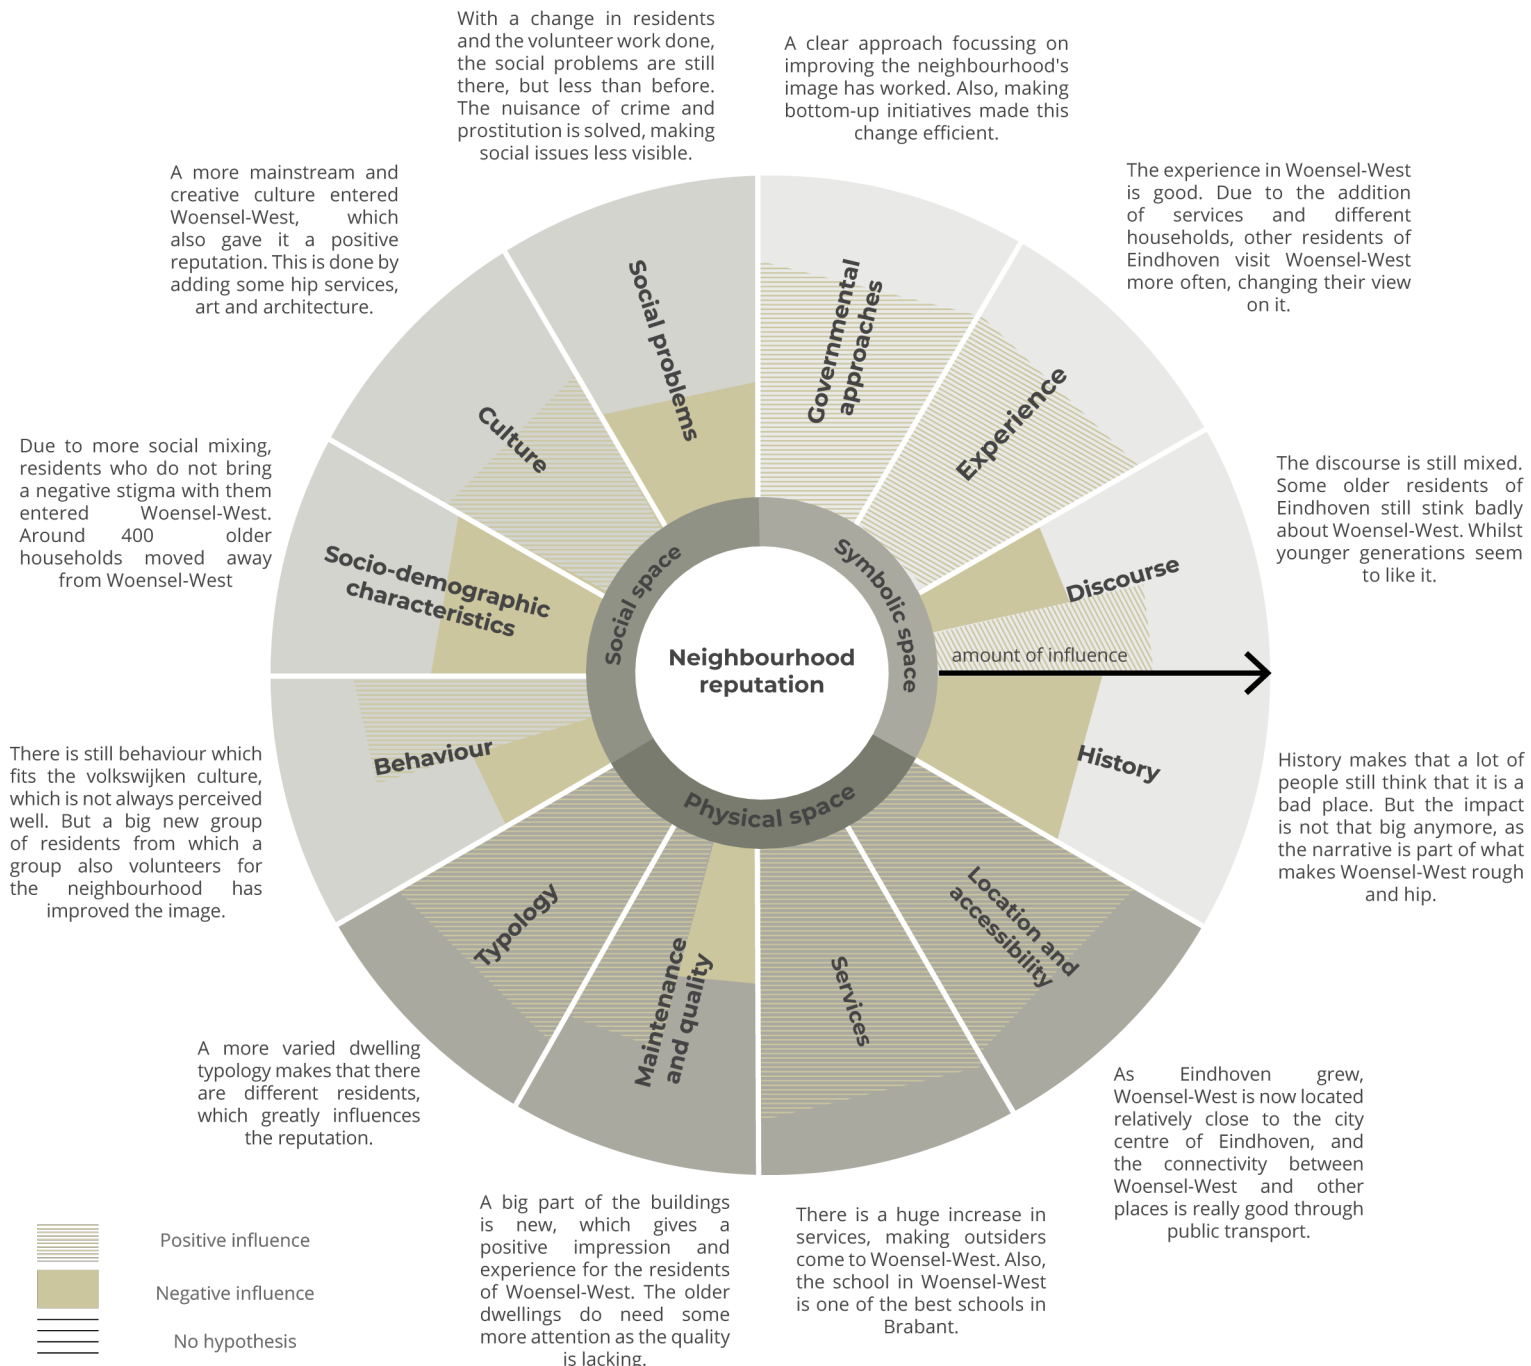 With a change in residents
and the volunteer work done,
the social problems are still
there, but less than before.
The nuisance of crime and
prostitution is solved, making
social issues less visible.
A clear approach focussing on
improving the neighbourhood's
image has worked. Also, making
bottom-up initiatives made this
change efficient.
A more mainstream and
creative culture entered
Woensel-West, which
also gave it a positive
reputation. This is done by
adding some hip services,
art and architecture.
The experience in Woensel-West
is good. Due to the addition
of services and different
households, other residents of
Eindhoven visit Woensel-West
more often, changing their view
on it.
Due to more social mixing,
residents who do not bring
a negative stigma with them
entered Woensel-West.
Around 400 older
households moved away
from Woensel-West
The discourse is still mixed.
Some older residents of
Eindhoven still stink badly
about Woensel-West. Whilst
younger generations seem
to like it.
Social problems
Governmental
approaches
Culture
Experience
Socio-demographic
characteristics
Discourse
Social space
Symbolic space
Physical space
Neighbourhood
reputation
amount of influence
Behaviour
History
Typology
Maintenance
and quality
Services
Location and
accessibility
There is still behaviour which
fits the volkswijken culture,
which is not always perceived
well. But a big new group
of residents from which a
group also volunteers for
the neighbourhood has
improved the image.
History makes that a lot of
people still think that it is a
bad place. But the impact
is not that big anymore, as
the narrative is part of what
makes Woensel-West rough
and hip.
A more varied dwelling
typology makes that there
are different residents,
which greatly influences
the reputation.
As Eindhoven grew,
Woensel-West is now located
relatively close to the city
centre of Eindhoven, and
the connectivity between
Woensel-West and other
places is really good through
public transport.
A big part of the buildings
is new, which gives a
positive impression and
experience for the residents
of Woensel-West. The older
dwellings do need some
more attention as the quality
is lacking.
There is a huge increase in
services, making outsiders
come to Woensel-West. Also,
the school in Woensel-West
is one of the best schools in
Brabant.
Positive influence
Negative influence
No hypothesis